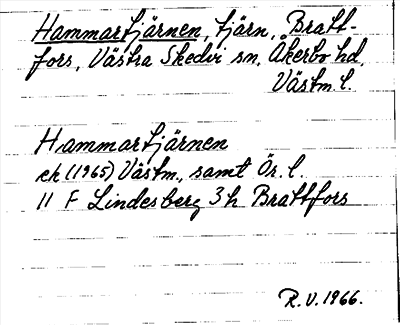 Hammartjärnen, tjärn, Bratt-
fors, Västra Skedvi sn, Åkerbo hd,
Västm. l.
Hammartjärnen
ek (1965) Västm., samt Ör. l.
11 F Lindesberg 3h Brattfors
R.V. 1966.